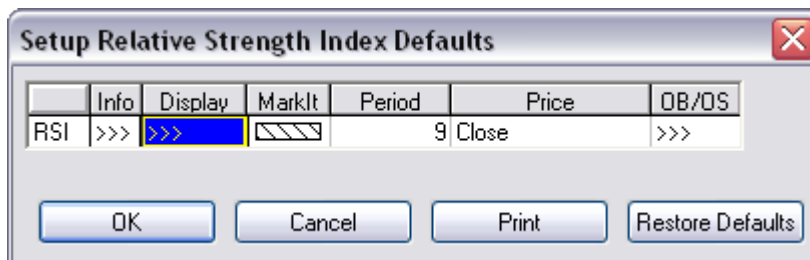 Setup Relative Strength Index Defaults
Info Display MarkIt Period Price OB/OS
RSI >>> >>> 9 Close >>>
OK Cancel Print Restore Defaults